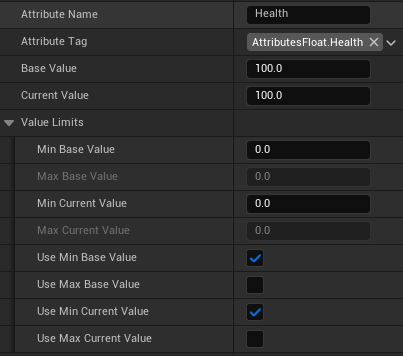 Attribute Name Health
Attribute Tag AttributesFloat.Health
Base Value 100.0
Current Value 100.0
Value Limits
Min Base Value 0.0
Max Base Value 0.0
Min Current Value 0.0
Max Current Value 0.0
Use Min Base Value
Use Max Base Value
Use Min Current Value
Use Max Current Value